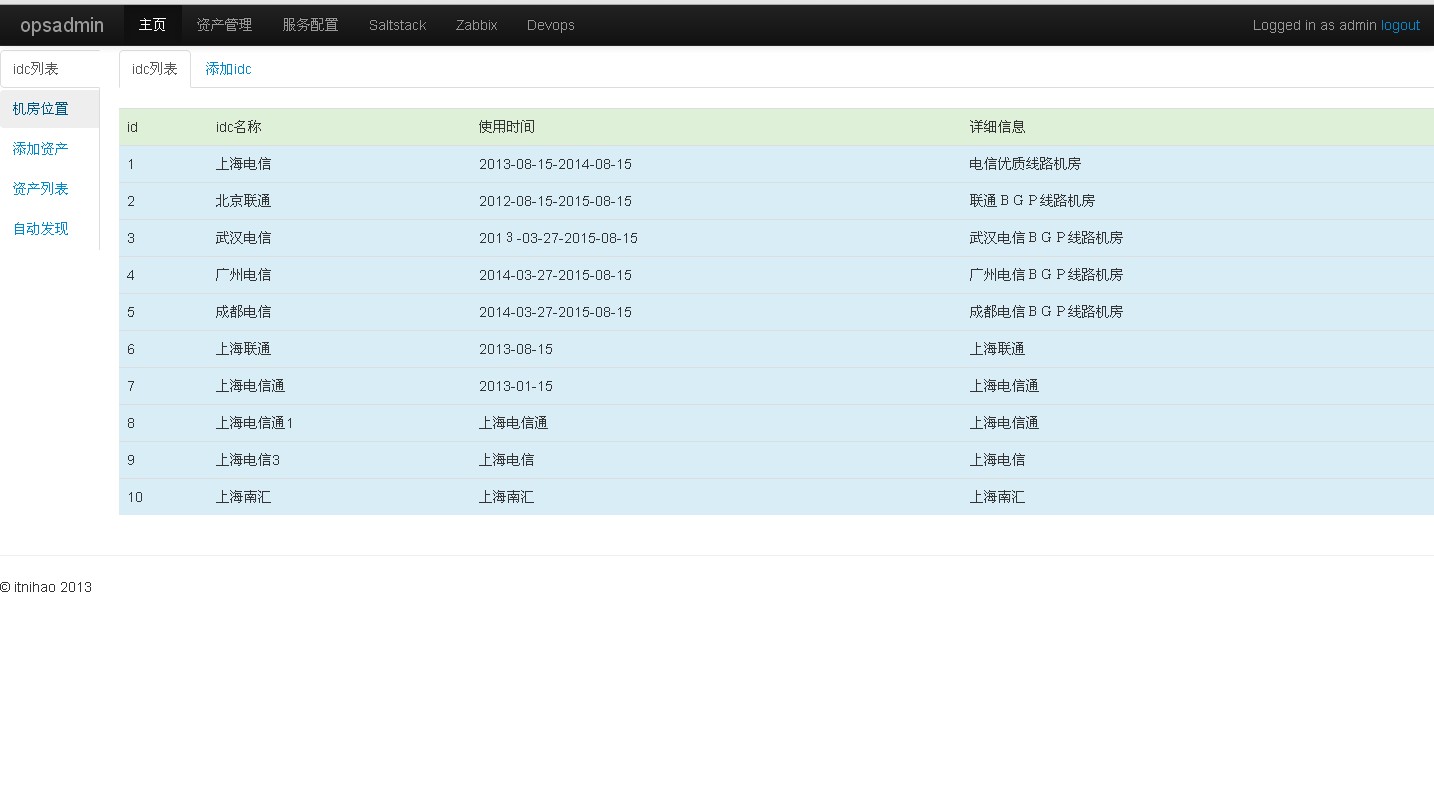 opsadmin 主页 资产管理 服务配置 Saltstack Zabbix Devops Logged in as admin logout
idc列表
机房位置
添加资产
资产列表
自动发现
idc列表 添加idc
id idc名称 使用时间 详细信息
1 上海电信 2013-08-15-2014-08-15 电信优质线路机房
2 北京联通 2012-08-15-2015-08-15 联通ＢＧＰ线路机房
3 武汉电信 201３-03-27-2015-08-15 武汉电信ＢＧＰ线路机房
4 广州电信 2014-03-27-2015-08-15 广州电信ＢＧＰ线路机房
5 成都电信 2014-03-27-2015-08-15 成都电信ＢＧＰ线路机房
6 上海联通 2013-08-15 上海联通
7 上海电信通 2013-01-15 上海电信通
8 上海电信通1 上海电信通 上海电信通
9 上海电信3 上海电信 上海电信
10 上海南汇 上海南汇 上海南汇
© itnihao 2013